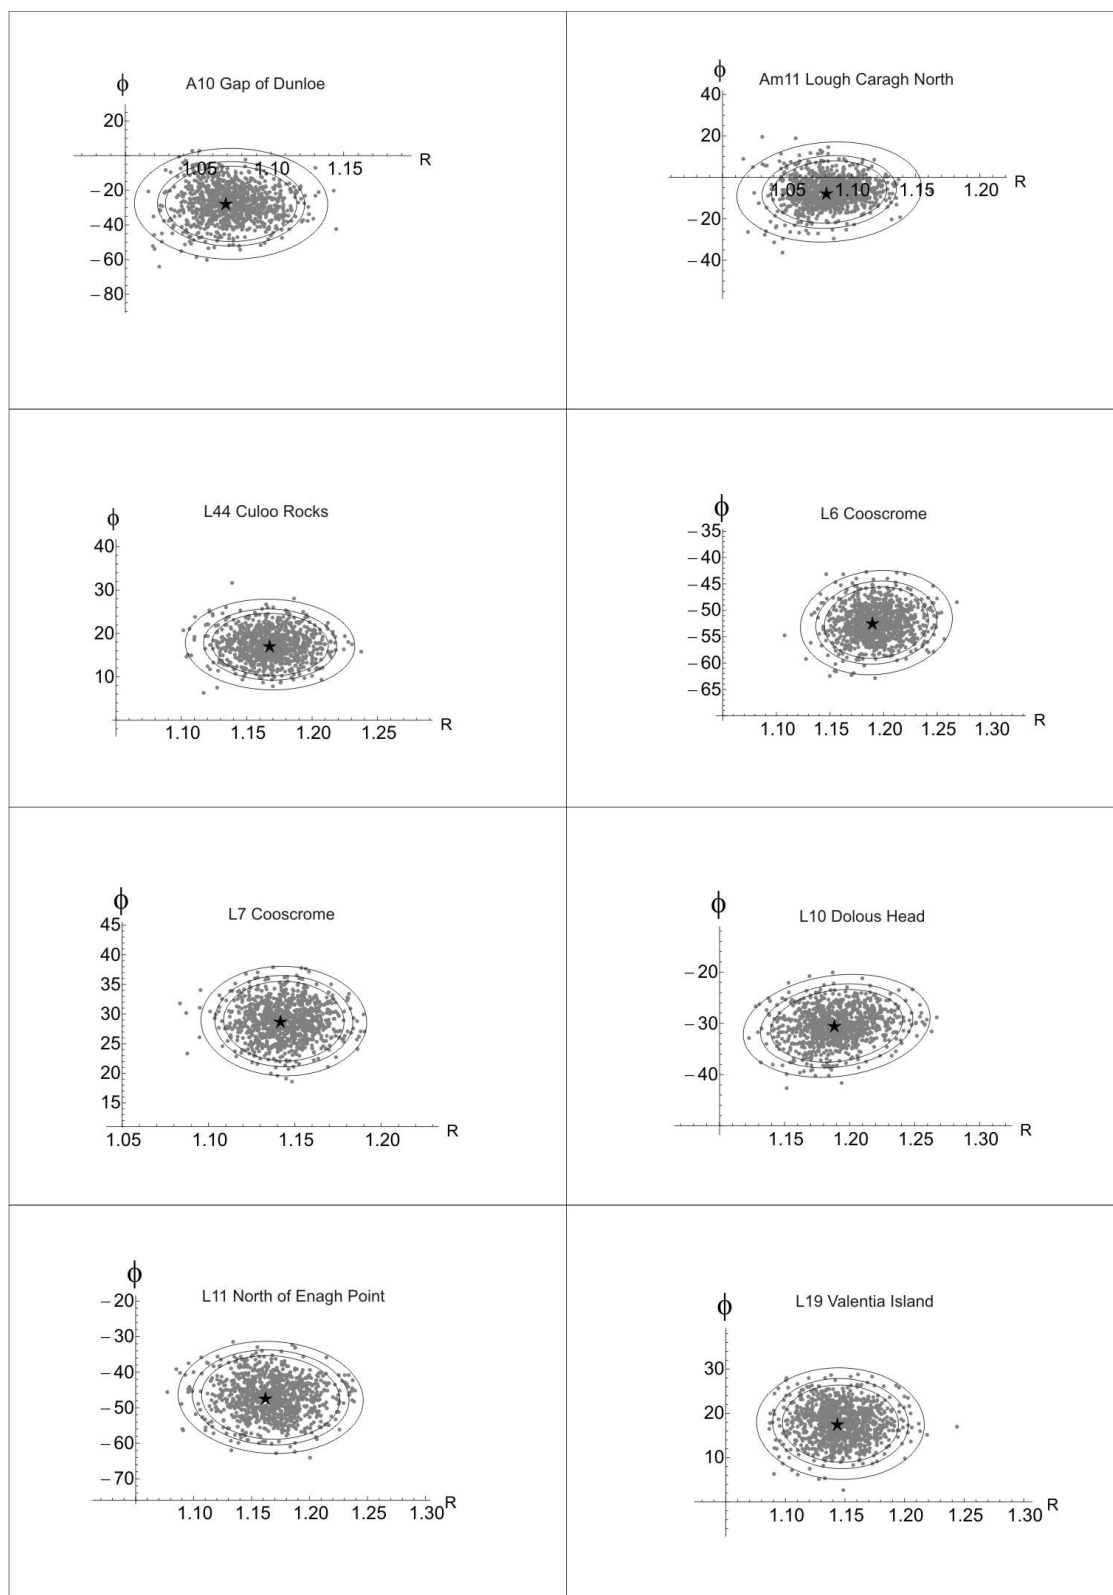 ϕ A10 Gap of Dunloe
20
1.05 1.10 1.15 R
−20
−40
−60
−80
ϕ Am11 Lough Caragh North
40
20
1.05 1.10 1.15 1.20 R
−20
−40
ϕ L44 Culoo Rocks
40
30
20
10
1.10 1.15 1.20 1.25 R
ϕ L6 Cooscrome
−35
−40
−45
−50
−55
−60
−65
1.10 1.15 1.20 1.25 1.30 R
ϕ L7 Cooscrome
45
40
35
30
25
20
15
1.05 1.10 1.15 1.20 R
ϕ L10 Dolous Head
−20
−30
−40
1.15 1.20 1.25 1.30 R
ϕ L11 North of Enagh Point
−20
−30
−40
−50
−60
−70
1.10 1.15 1.20 1.25 1.30 R
ϕ L19 Valentia Island
30
20
10
1.10 1.15 1.20 1.25 1.30 R